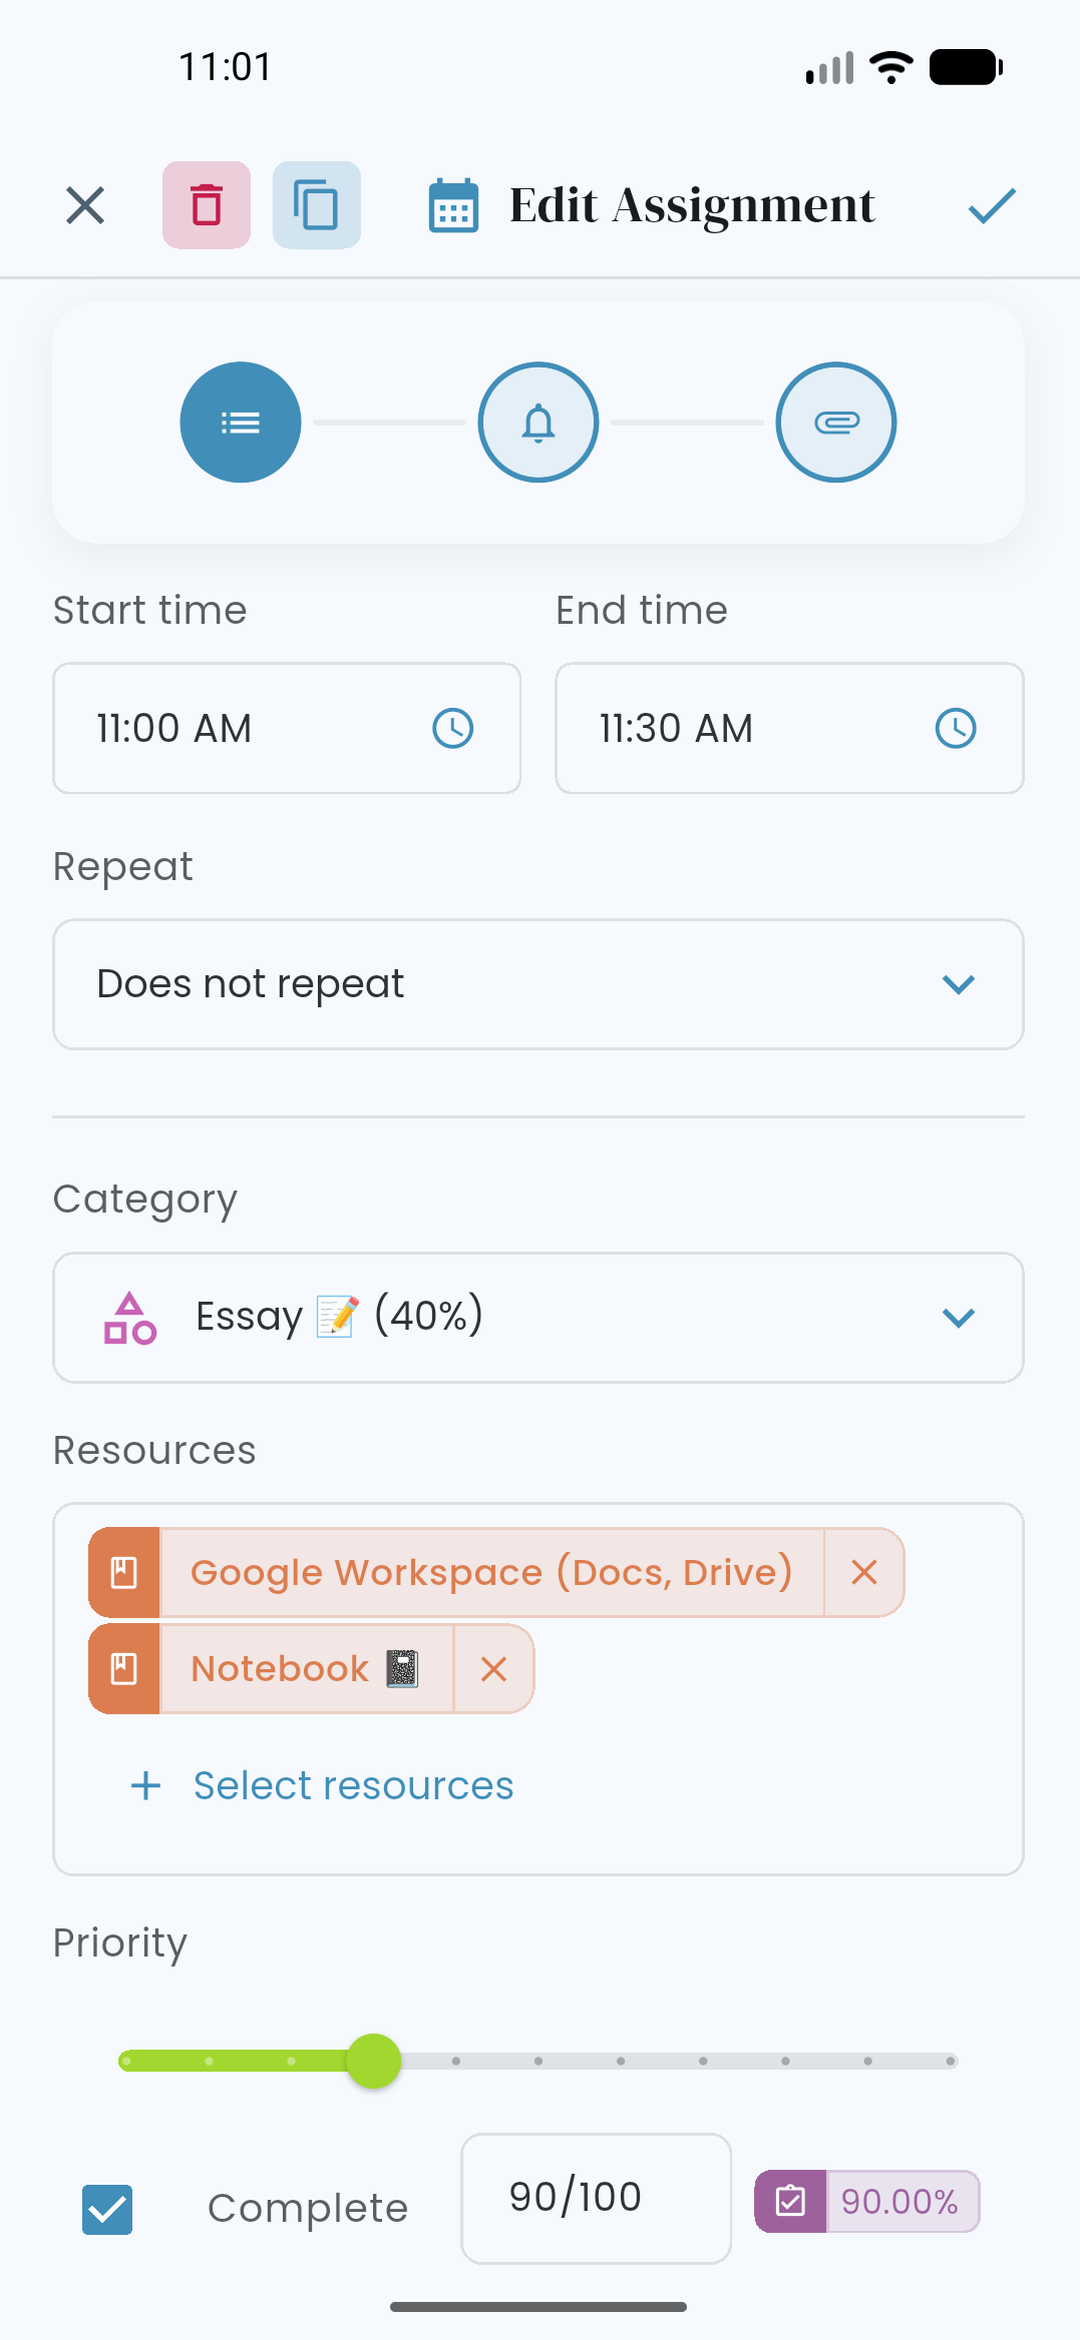 11:01
Edit Assignment
Start time End time
11:00 AM 11:30 AM
Repeat
Does not repeat
Category
Essay 📝 (40%)
Resources
Google Workspace (Docs, Drive)
Notebook 📓
+ Select resources
Priority
Complete 90/100 90.00%